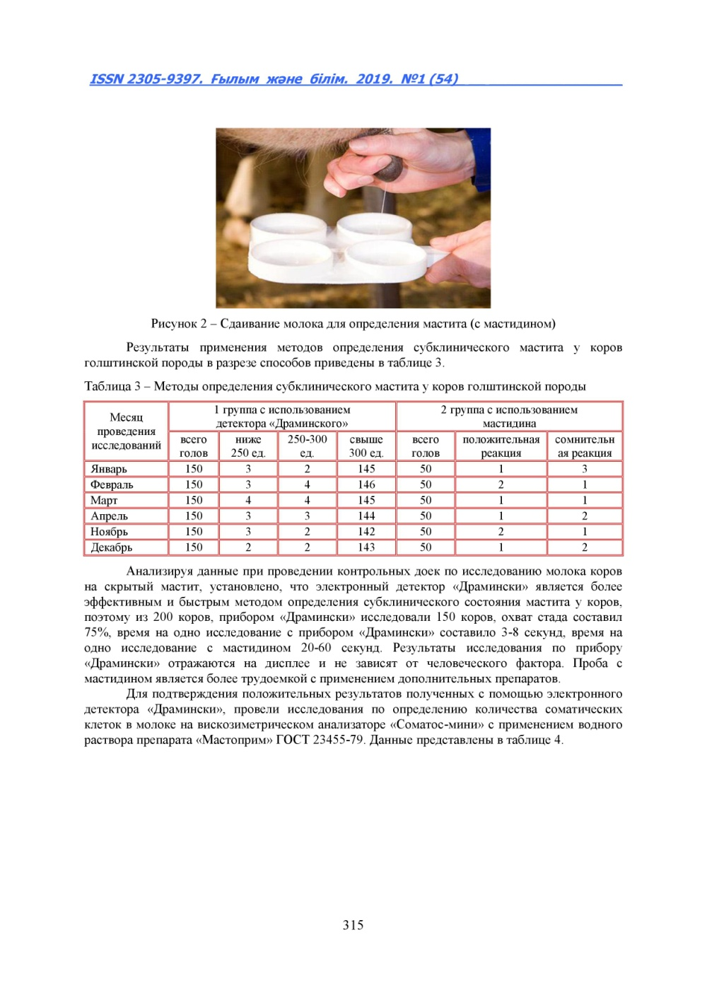 ISSN 2305-9397. Ғылым және білім. 2019. №1 (54)
Рисунок 2 – Сдаивание молока для определения мастита (с мастидином)
Результаты применения методов определения субклинического мастита у коров
голштинской породы в разрезе способов приведены в таблице 3.
Таблица 3 – Методы определения субклинического мастита у коров голштинской породы
Месяц
проведения
исследований
1 группа с использованием
детектора «Драминского»
2 группа с использованием
мастидина
всего
голов
ниже
250 ед.
250-300
ед.
свыше
300 ед.
всего
голов
положительная
реакция
сомнительн
ая реакция
Январь 150 3 2 145 50 1 3
Февраль 150 3 4 146 50 2 1
Март 150 4 4 145 50 1 1
Апрель 150 3 3 144 50 1 2
Ноябрь 150 3 2 142 50 2 1
Декабрь 150 2 2 143 50 1 2
Анализируя данные при проведении контрольных доек по исследованию молока коров
на скрытый мастит, установлено, что электронный детектор «Драмински» является более
эффективным и быстрым методом определения субклинического состояния мастита у коров,
поэтому из 200 коров, прибором «Драмински» исследовали 150 коров, охват стада составил
75%, время на одно исследование с прибором «Драмински» составило 3-8 секунд, время на
одно исследование с мастидином 20-60 секунд. Результаты исследования по прибору
«Драмински» отражаются на дисплее и не зависят от человеческого фактора. Проба с
мастидином является более трудоемкой с применением дополнительных препаратов.
Для подтверждения положительных результатов полученных с помощью электронного
детектора «Драмински», провели исследования по определению количества соматических
клеток в молоке на вискозиметрическом анализаторе «Соматос-мини» с применением водного
раствора препарата «Мастоприм» ГОСТ 23455-79. Данные представлены в таблице 4.
315